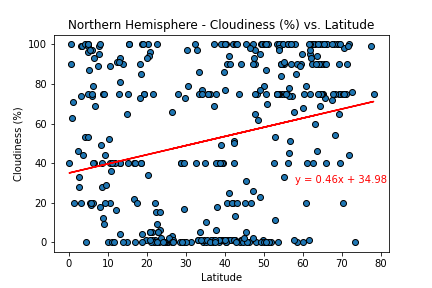 Northern Hemisphere - Cloudiness (%) vs. Latitude
100
80
60
40
20
0
Cloudiness (%)
y = 0.46x + 34.98
0 10 20 30 40 50 60 70 80
Latitude